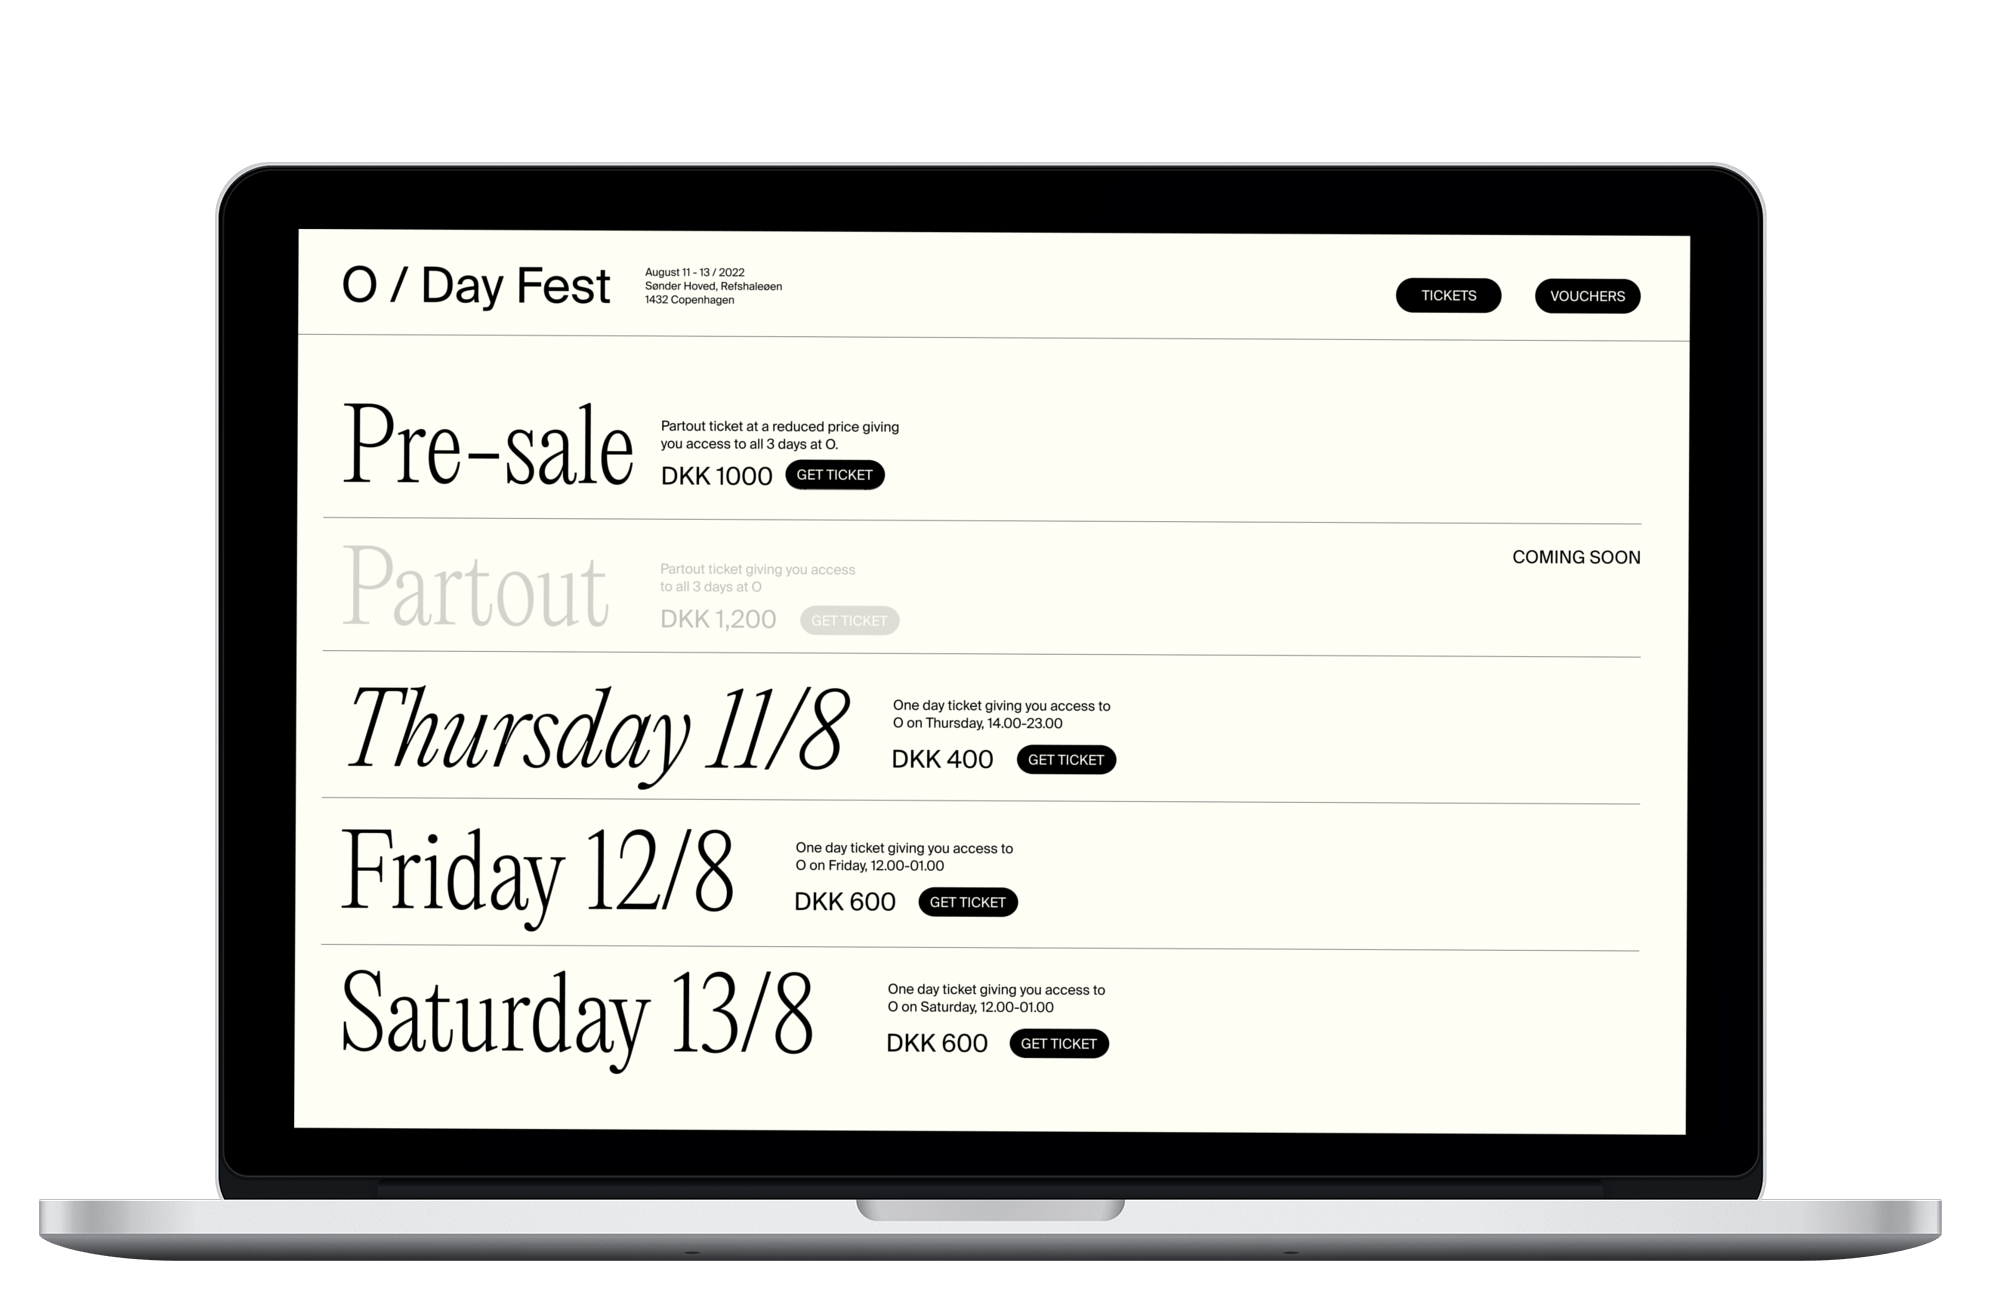 O / Day Fest
August 11 - 13 / 2022
Sønder Hoved, Refshaleøen
1432 Copenhagen
TICKETS
VOUCHERS
Pre-sale
Partout ticket at a reduced price giving
you access to all 3 days at O.
DKK 1000
GET TICKET
Partout
Partout ticket giving you access
to all 3 days at O
DKK 1,200
GET TICKET
COMING SOON
Thursday 11/8
One day ticket giving you access to
O on Thursday, 14.00-23.00
DKK 400
GET TICKET
Friday 12/8
One day ticket giving you access to
O on Friday, 12.00-01.00
DKK 600
GET TICKET
Saturday 13/8
One day ticket giving you access to
O on Saturday, 12.00-01.00
DKK 600
GET TICKET